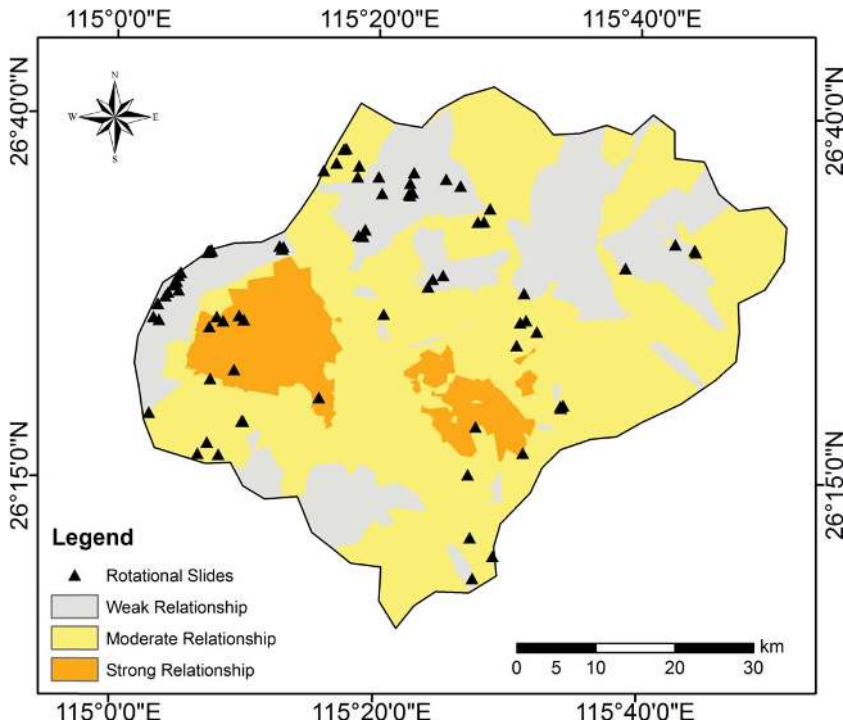 115°0'0"E 115°20'0"E 115°40'0"E
26°40'0"N
26°40'0"N
N
W E
S
26°15'0"N
26°15'0"N
Legend
Rotational Slides
Weak Relationship
Moderate Relationship
Strong Relationship
km
0 5 10 20 30
115°0'0"E 115°20'0"E 115°40'0"E